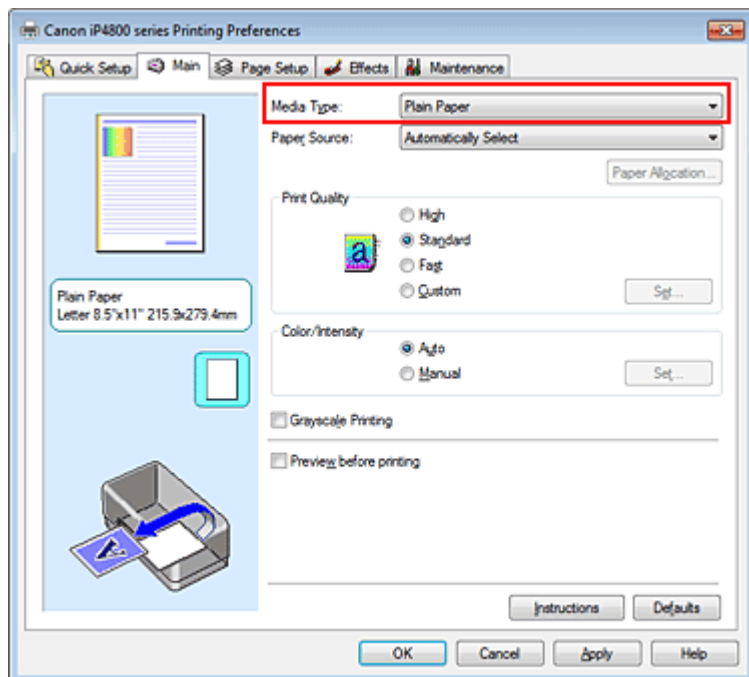 Canon iP4800 series Printing Preferences
Quick Setup Main Page Setup Effects Maintenance
Media Type: Plain Paper
Paper Source: Automatically Select
Paper Allocation...
Print Quality
High
Standard
Fast
Custom Set...
Plain Paper
Letter 8.5"x11" 215.9x279.4mm
Color/Intensity
Auto
Manual Set...
Grayscale Printing
Preview before printing
Instructions Defaults
OK Cancel Apply Help